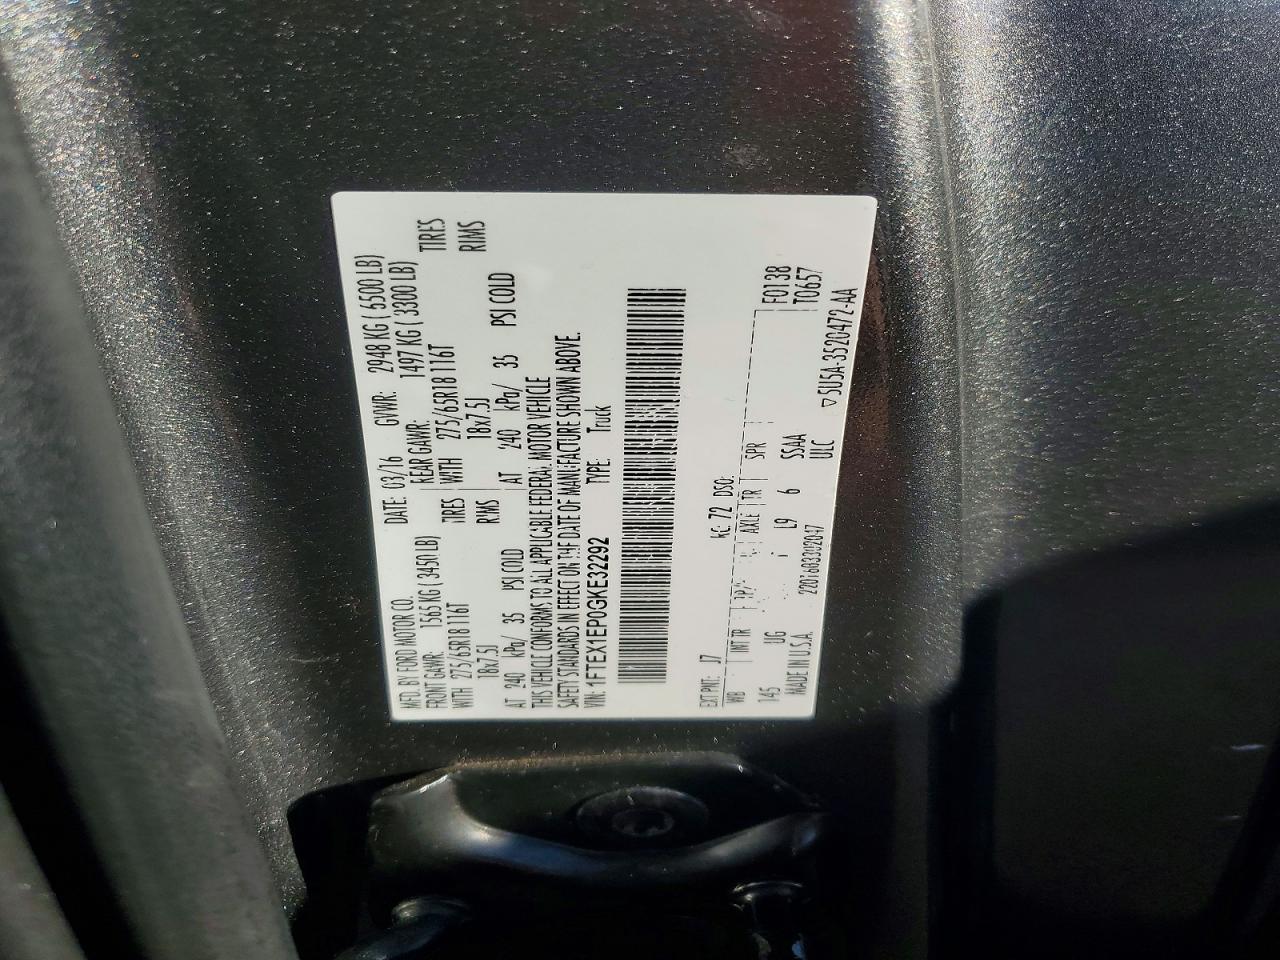 MFD. BY FORD MOTOR CO.
DATE: 03/16 GVWR: 2948 KG ( 6500 LB)
FRONT GAWR: 1565 KG ( 3450 LB) REAR GAWR: 1497 KG ( 3300 LB)
WITH 275/65R18 116T TIRES WITH 275/65R18 116T TIRES
18x7.5J RIMS 18x7.5J RIMS
AT 240 kPa/ 35 PSI COLD AT 240 kPa/ 35 PSI COLD
THIS VEHICLE CONFORMS TO ALL APPLICABLE FEDERAL MOTOR VEHICLE
SAFETY STANDARDS IN EFFECT ON THE DATE OF MANUFACTURE SHOWN ABOVE.
VIN: 1FTEX1EP0GKE32292 TYPE: Truck
EXT PNT: J7 RC: 72 DSO: F0138
WB INT TR AXLE TR SPR T0657
145 UG L9 6 SSAA
MADE IN U.S.A. ULC
▽ 5U5A-3520472-AA